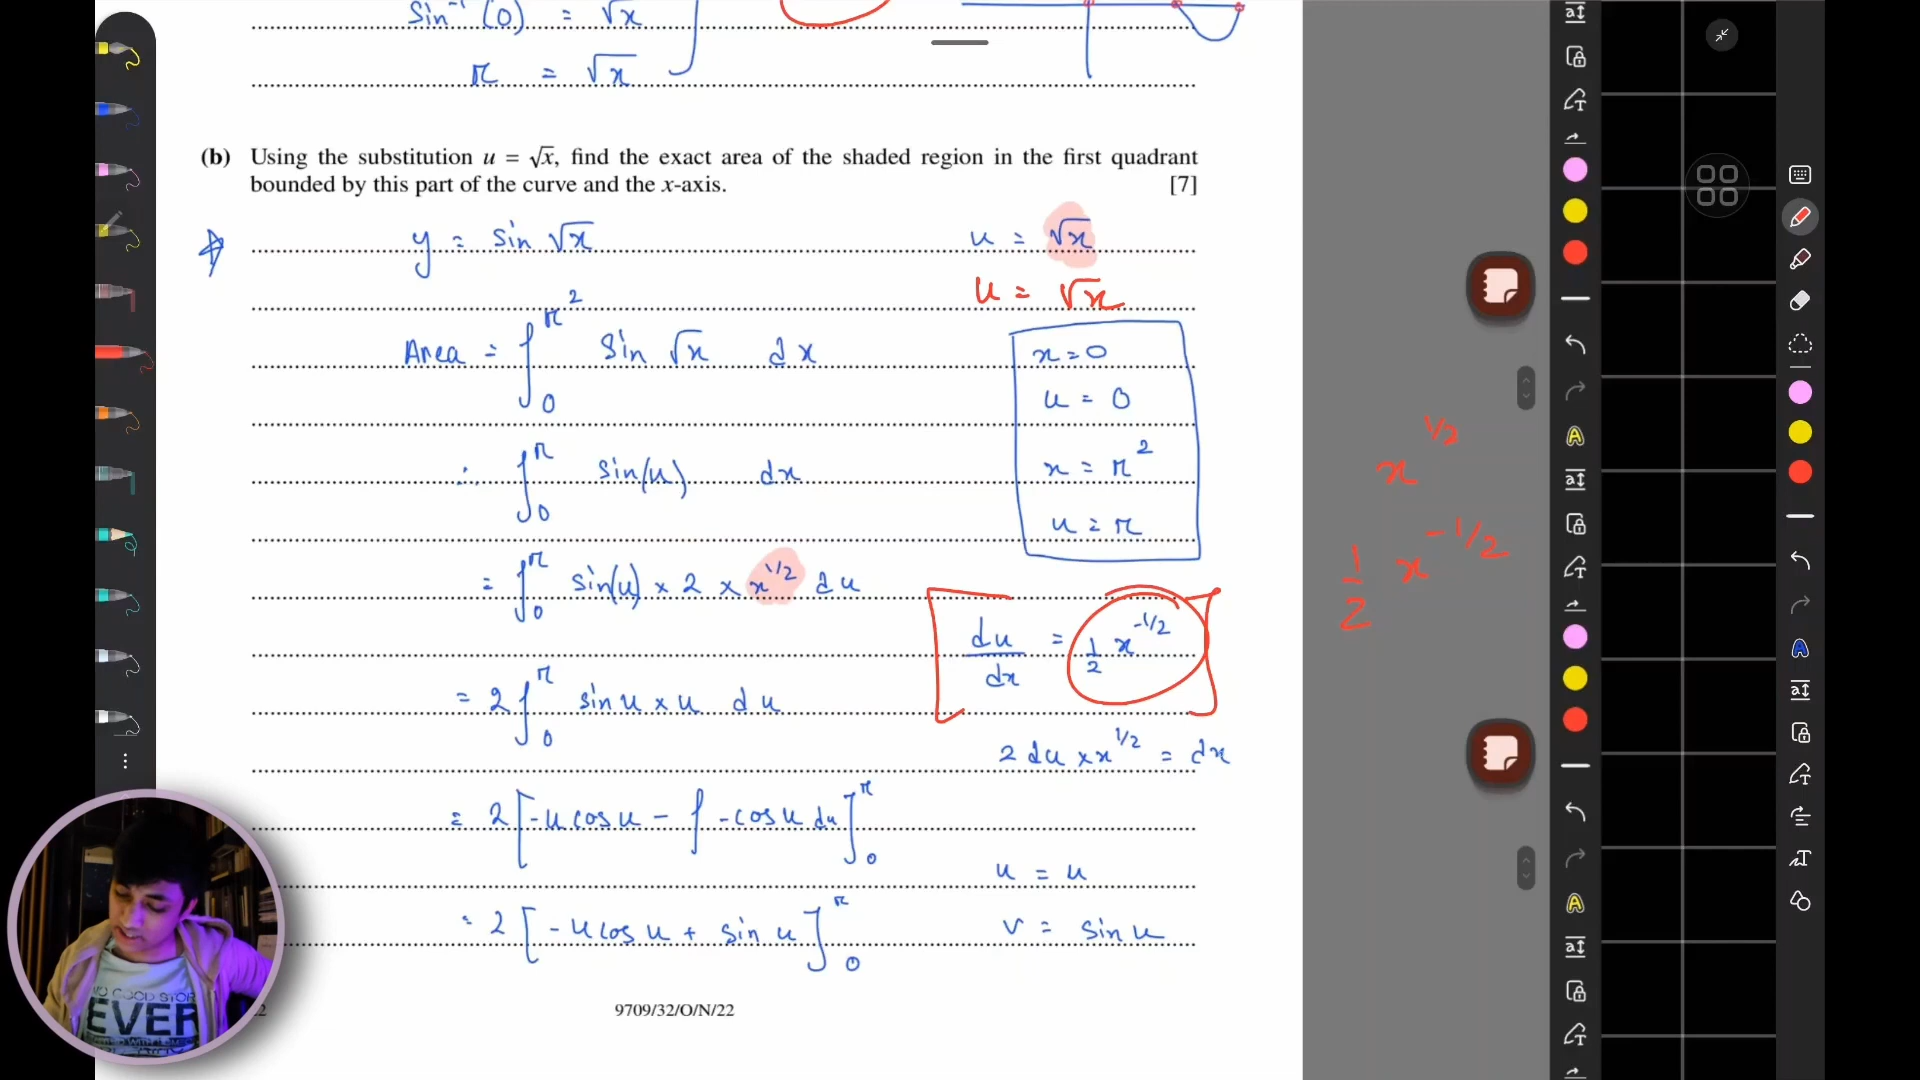 Sin⁻¹ (0) = √x
π = √x
(b) Using the substitution u = √x, find the exact area of the shaded region in the first quadrant
bounded by this part of the curve and the x-axis. [7]
y = sin √x
u = √x
u = √x
Area = ∫₀^π² Sin √x dx
x = 0
u = 0
x = π²
u = π
∴ ∫₀^π sin(u) dx
= ∫₀^π sin(u) × 2 × x^1/2 du
du/dx = 1/2 x^-1/2
= 2 ∫₀^π sin u × u du
2 du × x^1/2 = dx
= 2 [-u cos u - ∫ -cos u du]₀^π
u = u
= 2 [-u cos u + sin u]₀^π
v = sin u
x^1/2
1/2 x^-1/2
9709/32/O/N/22
EVER